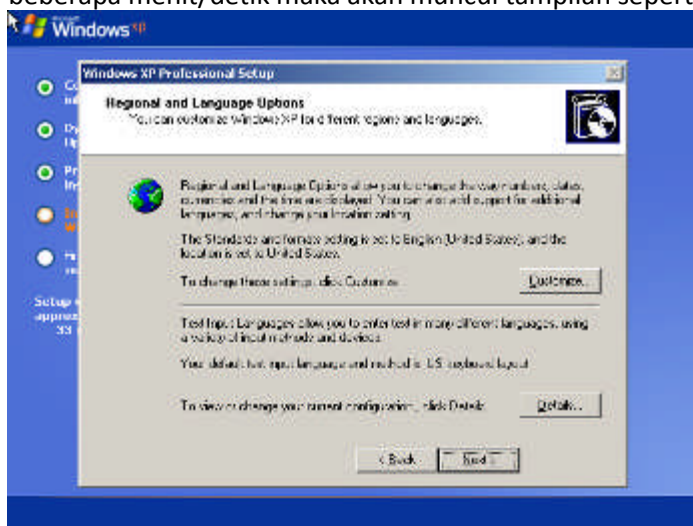 beberapa menit/detik maka akan muncul tampilan sepert
Windows xp
Windows XP Professional Setup
Regional and Language Options
You can customize Windows XP for different regions and languages.
Regional and Language Options allow you to change the way numbers, dates,
currencies and the time are displayed. You can also add support for additional
languages, and change your location setting.
The Standards and formats setting is set to English (United States), and the
location is set to United States.
To change these settings, click Customize.
Customize...
Text Input Languages allow you to enter text in many different languages, using
a variety of input methods and devices.
Your default text input language and method is: US keyboard layout
To view or change your current configuration, click Details.
Details...
Setup
approx
33
< Back
Next >